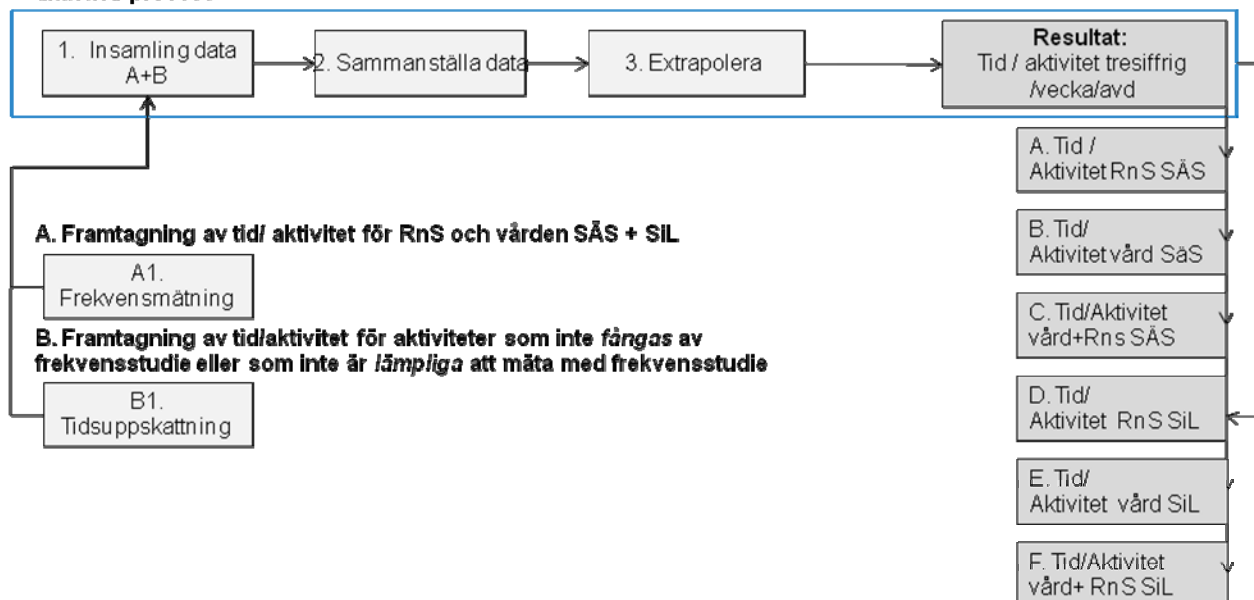 1. Insamling data
A+B
2. Sammanställa data
3. Extrapolera
Resultat:
Tid / aktivitet tresiffrig
/vecka/avd
A. Tid /
Aktivitet RnS SÄS
B. Tid/
Aktivitet vård SäS
C. Tid/Aktivitet
vård+Rns SÄS
D. Tid/
Aktivitet RnS SiL
E. Tid/
Aktivitet vård SiL
F. Tid/Aktivitet
vård+ RnS SiL
A. Framtagning av tid/ aktivitet för RnS och vården SÄS + SiL
A1.
Frekvensmätning
B. Framtagning av tid/aktivitet för aktiviteter som inte fångas av
frekvensstudie eller som inte är lämpliga att mäta med frekvensstudie
B1.
Tidsuppskattning